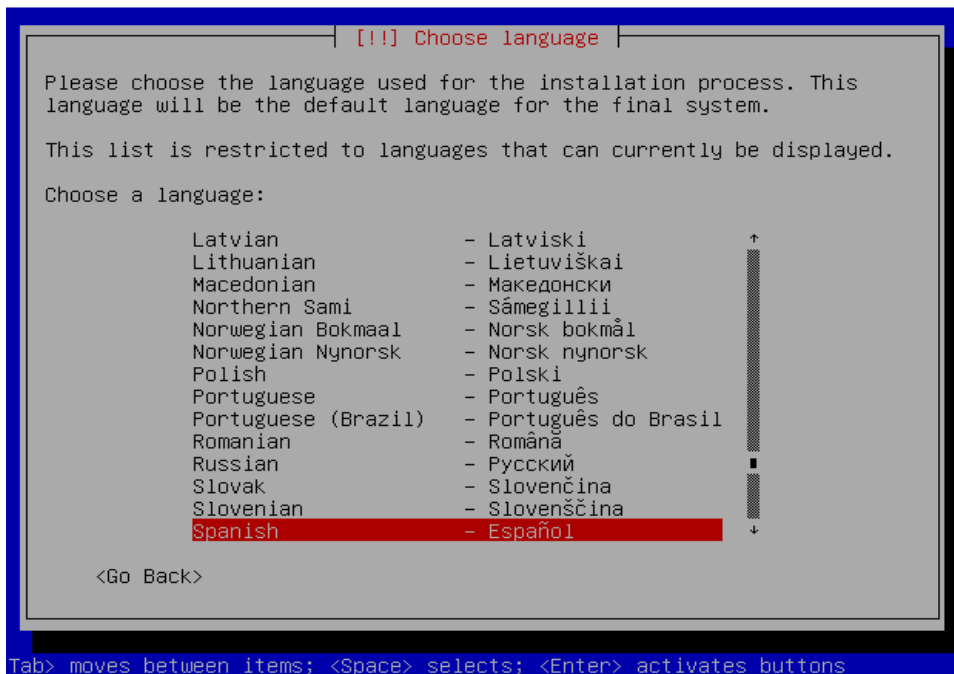 [!!] Choose language
Please choose the language used for the installation process. This
language will be the default language for the final system.
This list is restricted to languages that can currently be displayed.
Choose a language:
Latvian - Latviski
Lithuanian - Lietuviškai
Macedonian - Македонски
Northern Sami - Sámegillii
Norwegian Bokmaal - Norsk bokmål
Norwegian Nynorsk - Norsk nynorsk
Polish - Polski
Portuguese - Português
Portuguese (Brazil) - Português do Brasil
Romanian - Română
Russian - Русский
Slovak - Slovenčina
Slovenian - Slovenščina
Spanish - Español
<Go Back>
Tab> moves between items; <Space> selects; <Enter> activates buttons